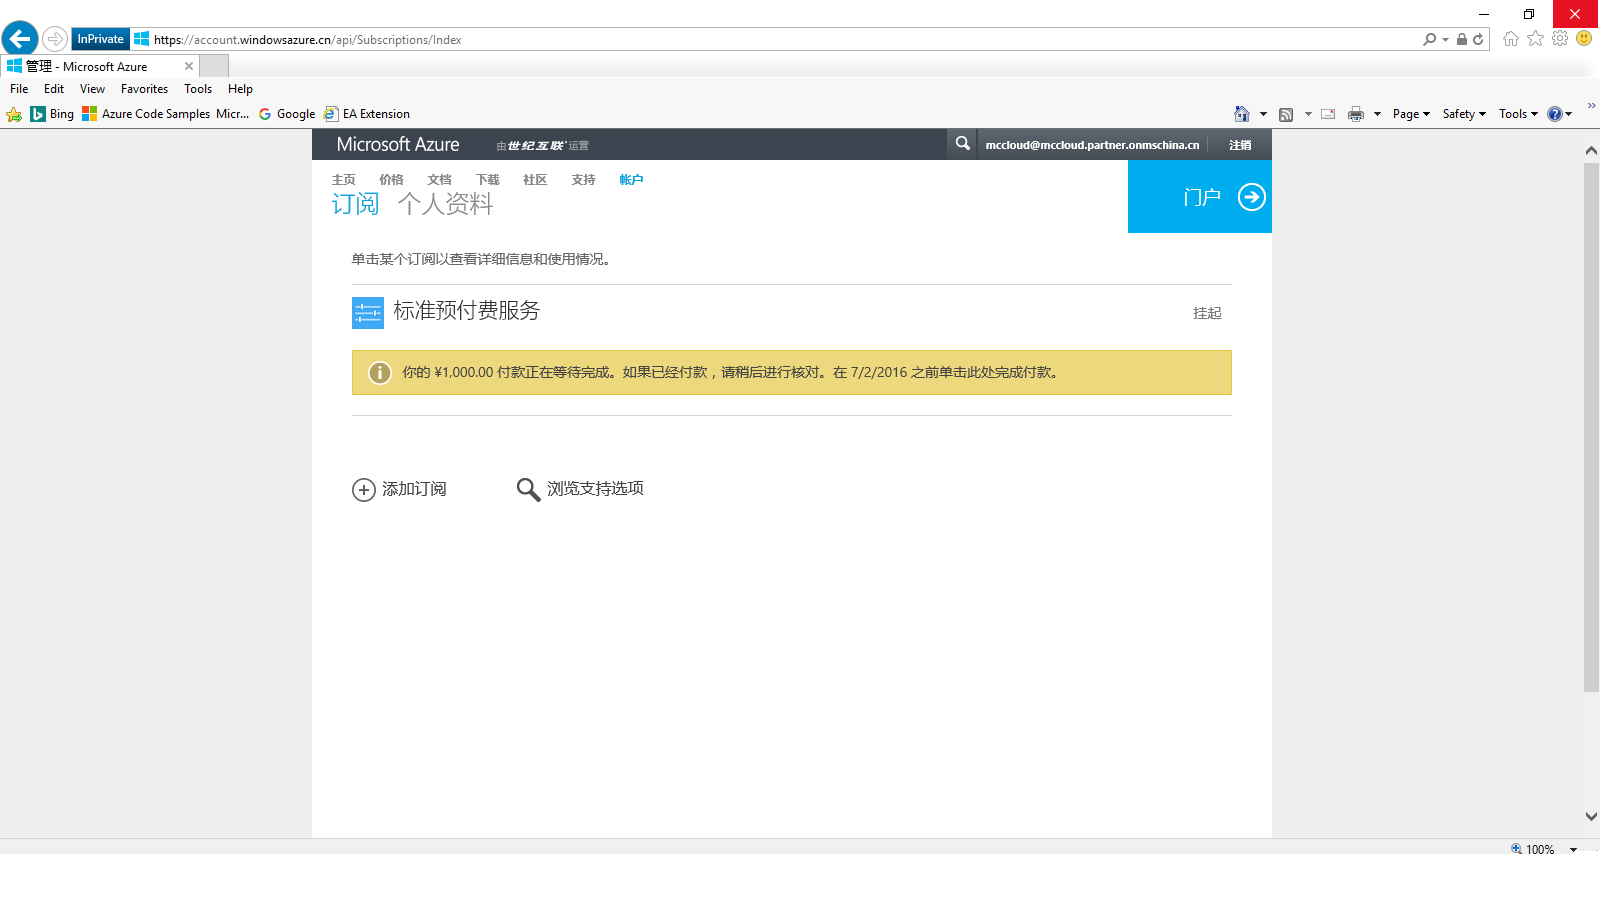 InPrivate https://account.windowsazure.cn/api/Subscriptions/Index
管理 - Microsoft Azure
File Edit View Favorites Tools Help
Bing Azure Code Samples Micr... Google EA Extension Page Safety Tools
Microsoft Azure 由世纪互联运营 mccloud@mccloud.partner.onmschina.cn 注销
主页 价格 文档 下载 社区 支持 帐户
订阅 个人资料 门户
单击某个订阅以查看详细信息和使用情况。
标准预付费服务 挂起
你的 ¥1,000.00 付款正在等待完成。如果已经付款，请稍后进行核对。在 7/2/2016 之前单击此处完成付款。
添加订阅 浏览支持选项
100%